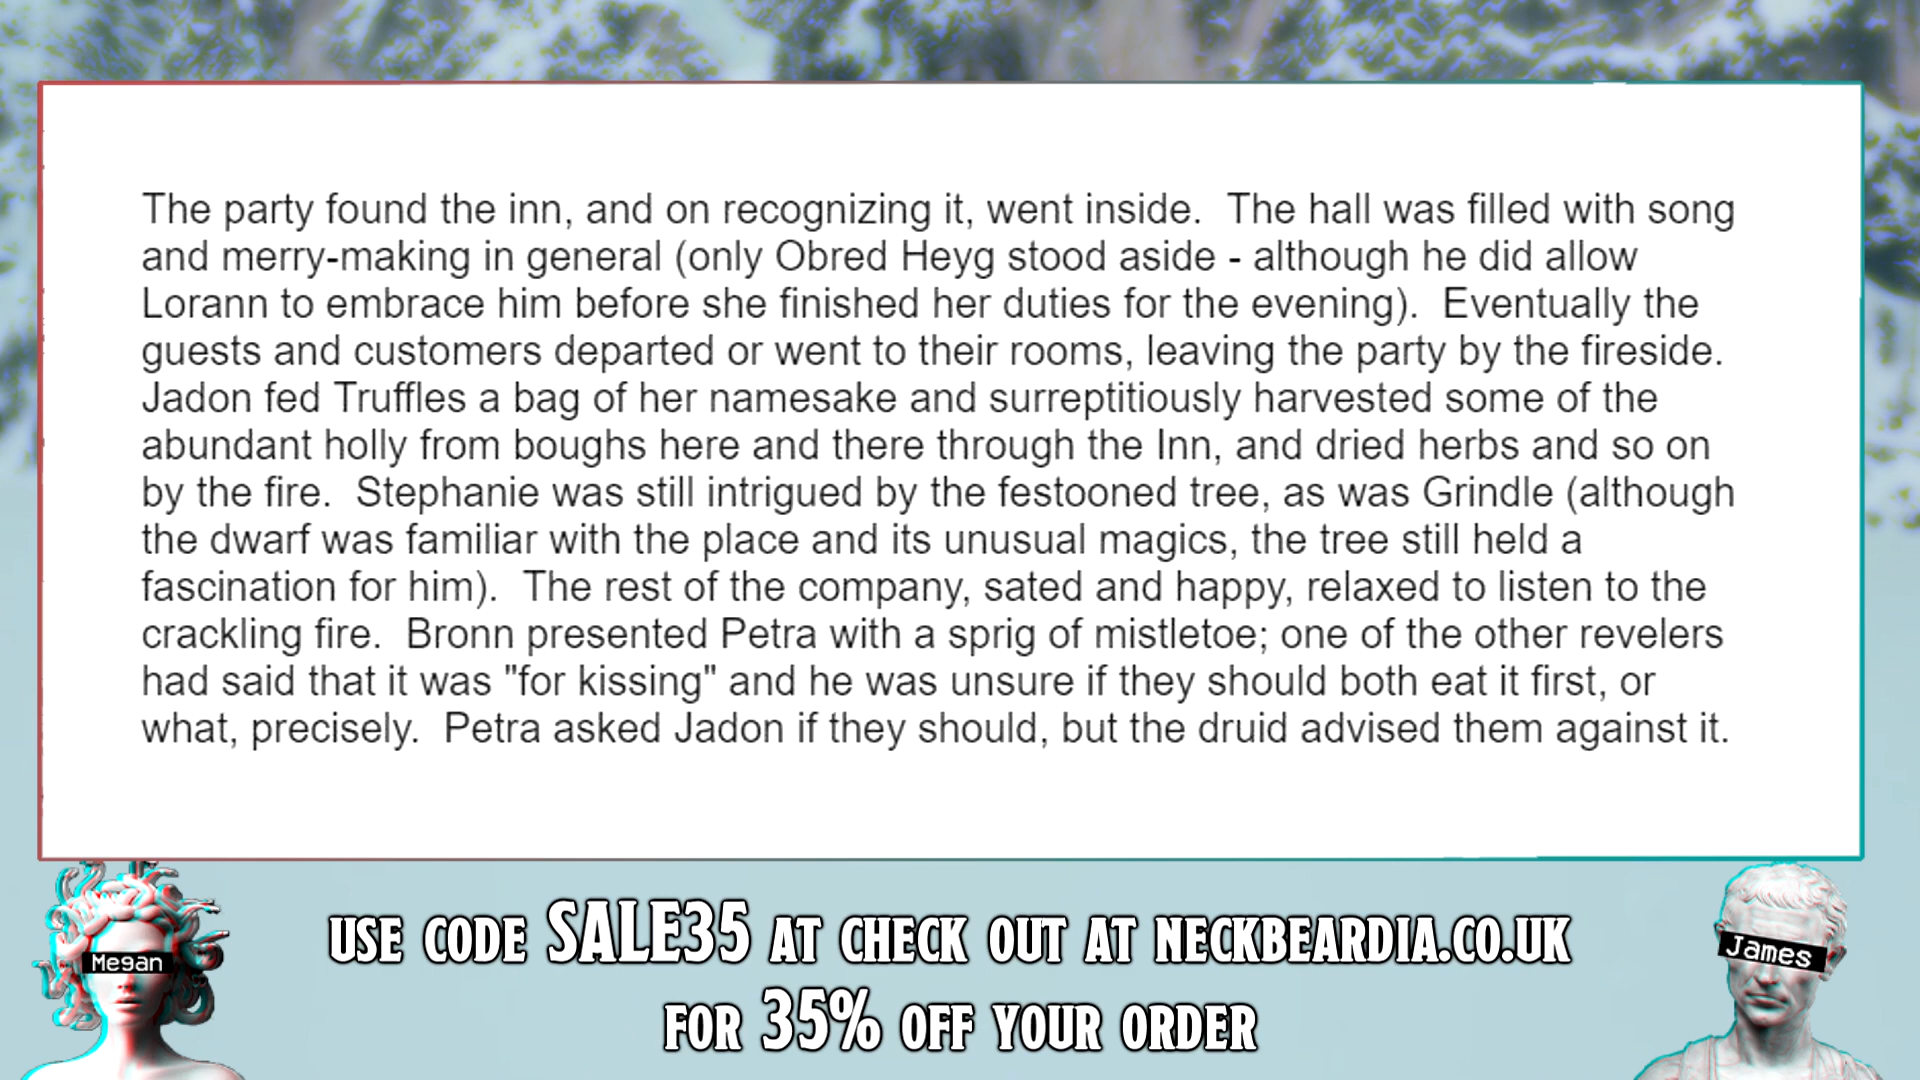 The party found the inn, and on recognizing it, went inside.  The hall was filled with song
and merry-making in general (only Obred Heyg stood aside - although he did allow
Lorann to embrace him before she finished her duties for the evening).  Eventually the
guests and customers departed or went to their rooms, leaving the party by the fireside.
Jadon fed Truffles a bag of her namesake and surreptitiously harvested some of the
abundant holly from boughs here and there through the Inn, and dried herbs and so on
by the fire.  Stephanie was still intrigued by the festooned tree, as was Grindle (although
the dwarf was familiar with the place and its unusual magics, the tree still held a
fascination for him).  The rest of the company, sated and happy, relaxed to listen to the
crackling fire.  Bronn presented Petra with a sprig of mistletoe; one of the other revelers
had said that it was "for kissing" and he was unsure if they should both eat it first, or
what, precisely.  Petra asked Jadon if they should, but the druid advised them against it.
Megan
USE CODE SALE35 AT CHECK OUT AT NECKBEARDIA.CO.UK
FOR 35% OFF YOUR ORDER
James